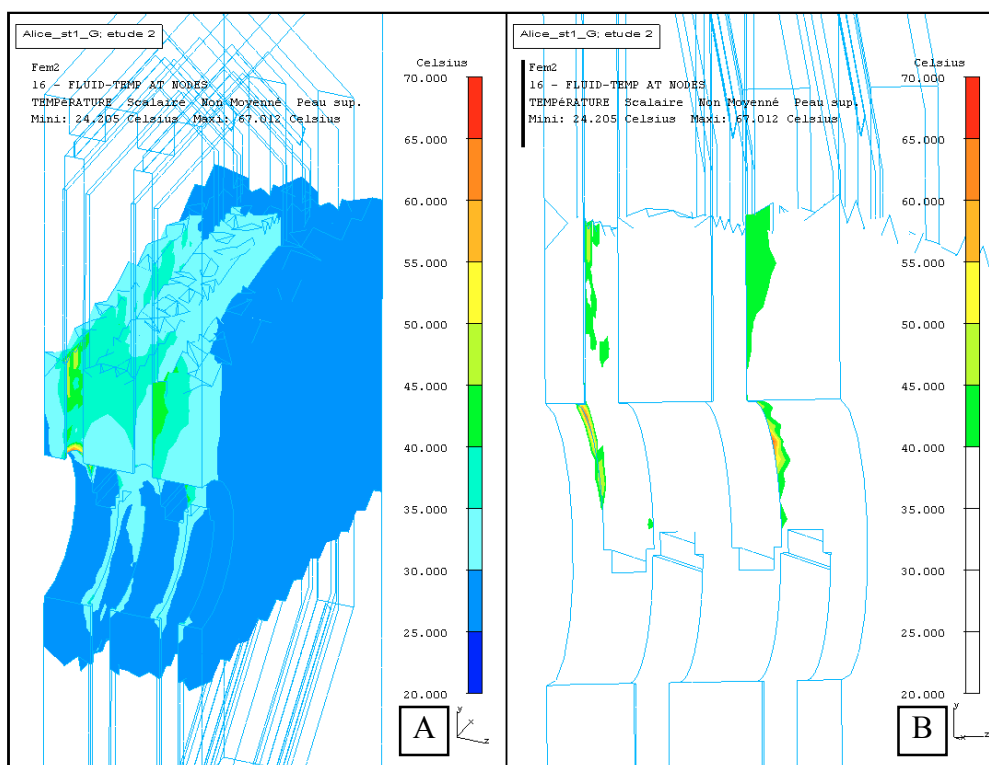 Alice_st1_G; etude 2
Fem2
16 - FLUID-TEMP AT NODES
TEMPÉRATURE Scalaire Non Moyenné Peau sup.
Mini: 24.205 Celsius Maxi: 67.012 Celsius
Celsius
70.000
65.000
60.000
55.000
50.000
45.000
40.000
35.000
30.000
25.000
20.000
A
y
x
z
Alice_st1_G; etude 2
Fem2
16 - FLUID-TEMP AT NODES
TEMPÉRATURE Scalaire Non Moyenné Peau sup.
Mini: 24.205 Celsius Maxi: 67.012 Celsius
Celsius
70.000
65.000
60.000
55.000
50.000
45.000
40.000
35.000
30.000
25.000
20.000
B
y
x
z